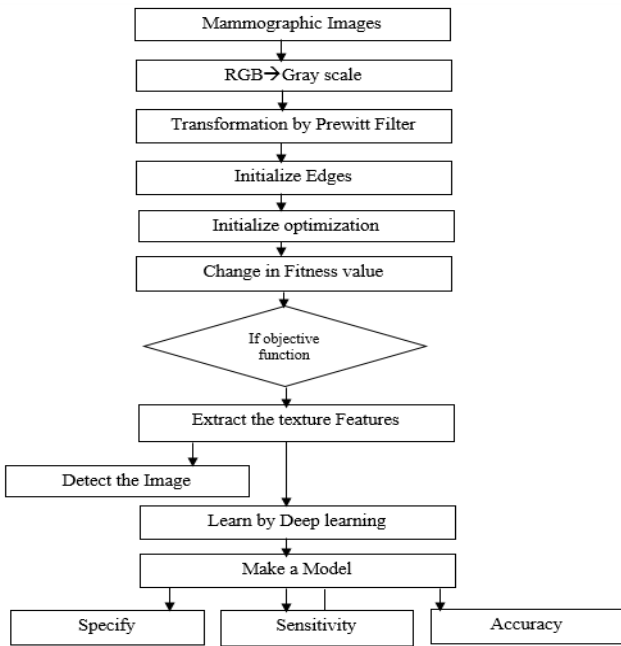 Mammographic Images
RGB→Gray scale
Transformation by Prewitt Filter
Initialize Edges
Initialize optimization
Change in Fitness value
If objective
function
Extract the texture Features
Detect the Image
Learn by Deep learning
Make a Model
Specify
Sensitivity
Accuracy